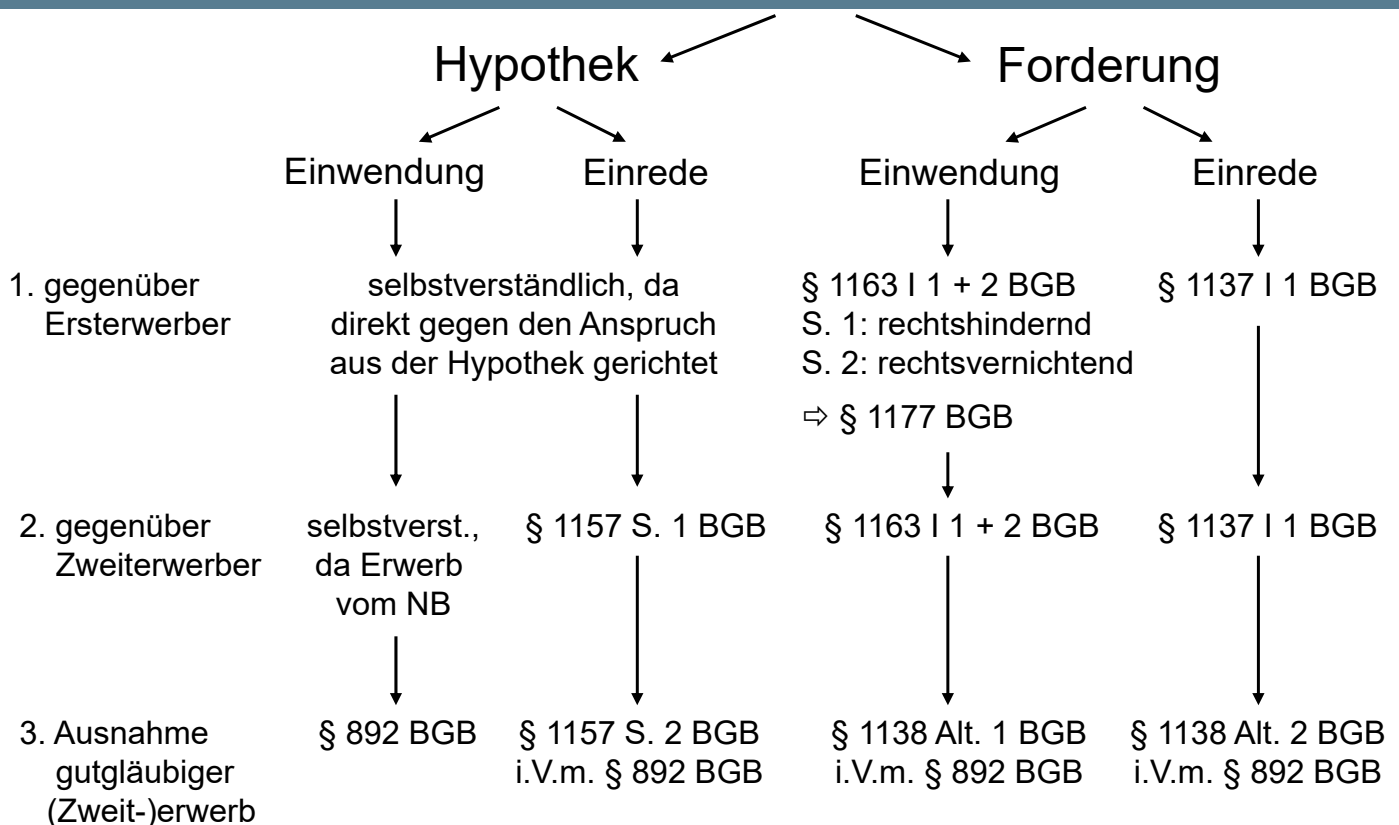 Hypothek
Forderung
Einwendung
Einrede
Einwendung
Einrede
1. gegenüber
Ersterwerber
selbstverständlich, da
direkt gegen den Anspruch
aus der Hypothek gerichtet
§ 1163 I 1 + 2 BGB
S. 1: rechtshindernd
S. 2: rechtsvernichtend
⇨ § 1177 BGB
§ 1137 I 1 BGB
2. gegenüber
Zweiterwerber
selbstverst.,
da Erwerb
vom NB
§ 1157 S. 1 BGB
§ 1163 I 1 + 2 BGB
§ 1137 I 1 BGB
3. Ausnahme
gutgläubiger
(Zweit-)erwerb
§ 892 BGB
§ 1157 S. 2 BGB
i.V.m. § 892 BGB
§ 1138 Alt. 1 BGB
i.V.m. § 892 BGB
§ 1138 Alt. 2 BGB
i.V.m. § 892 BGB